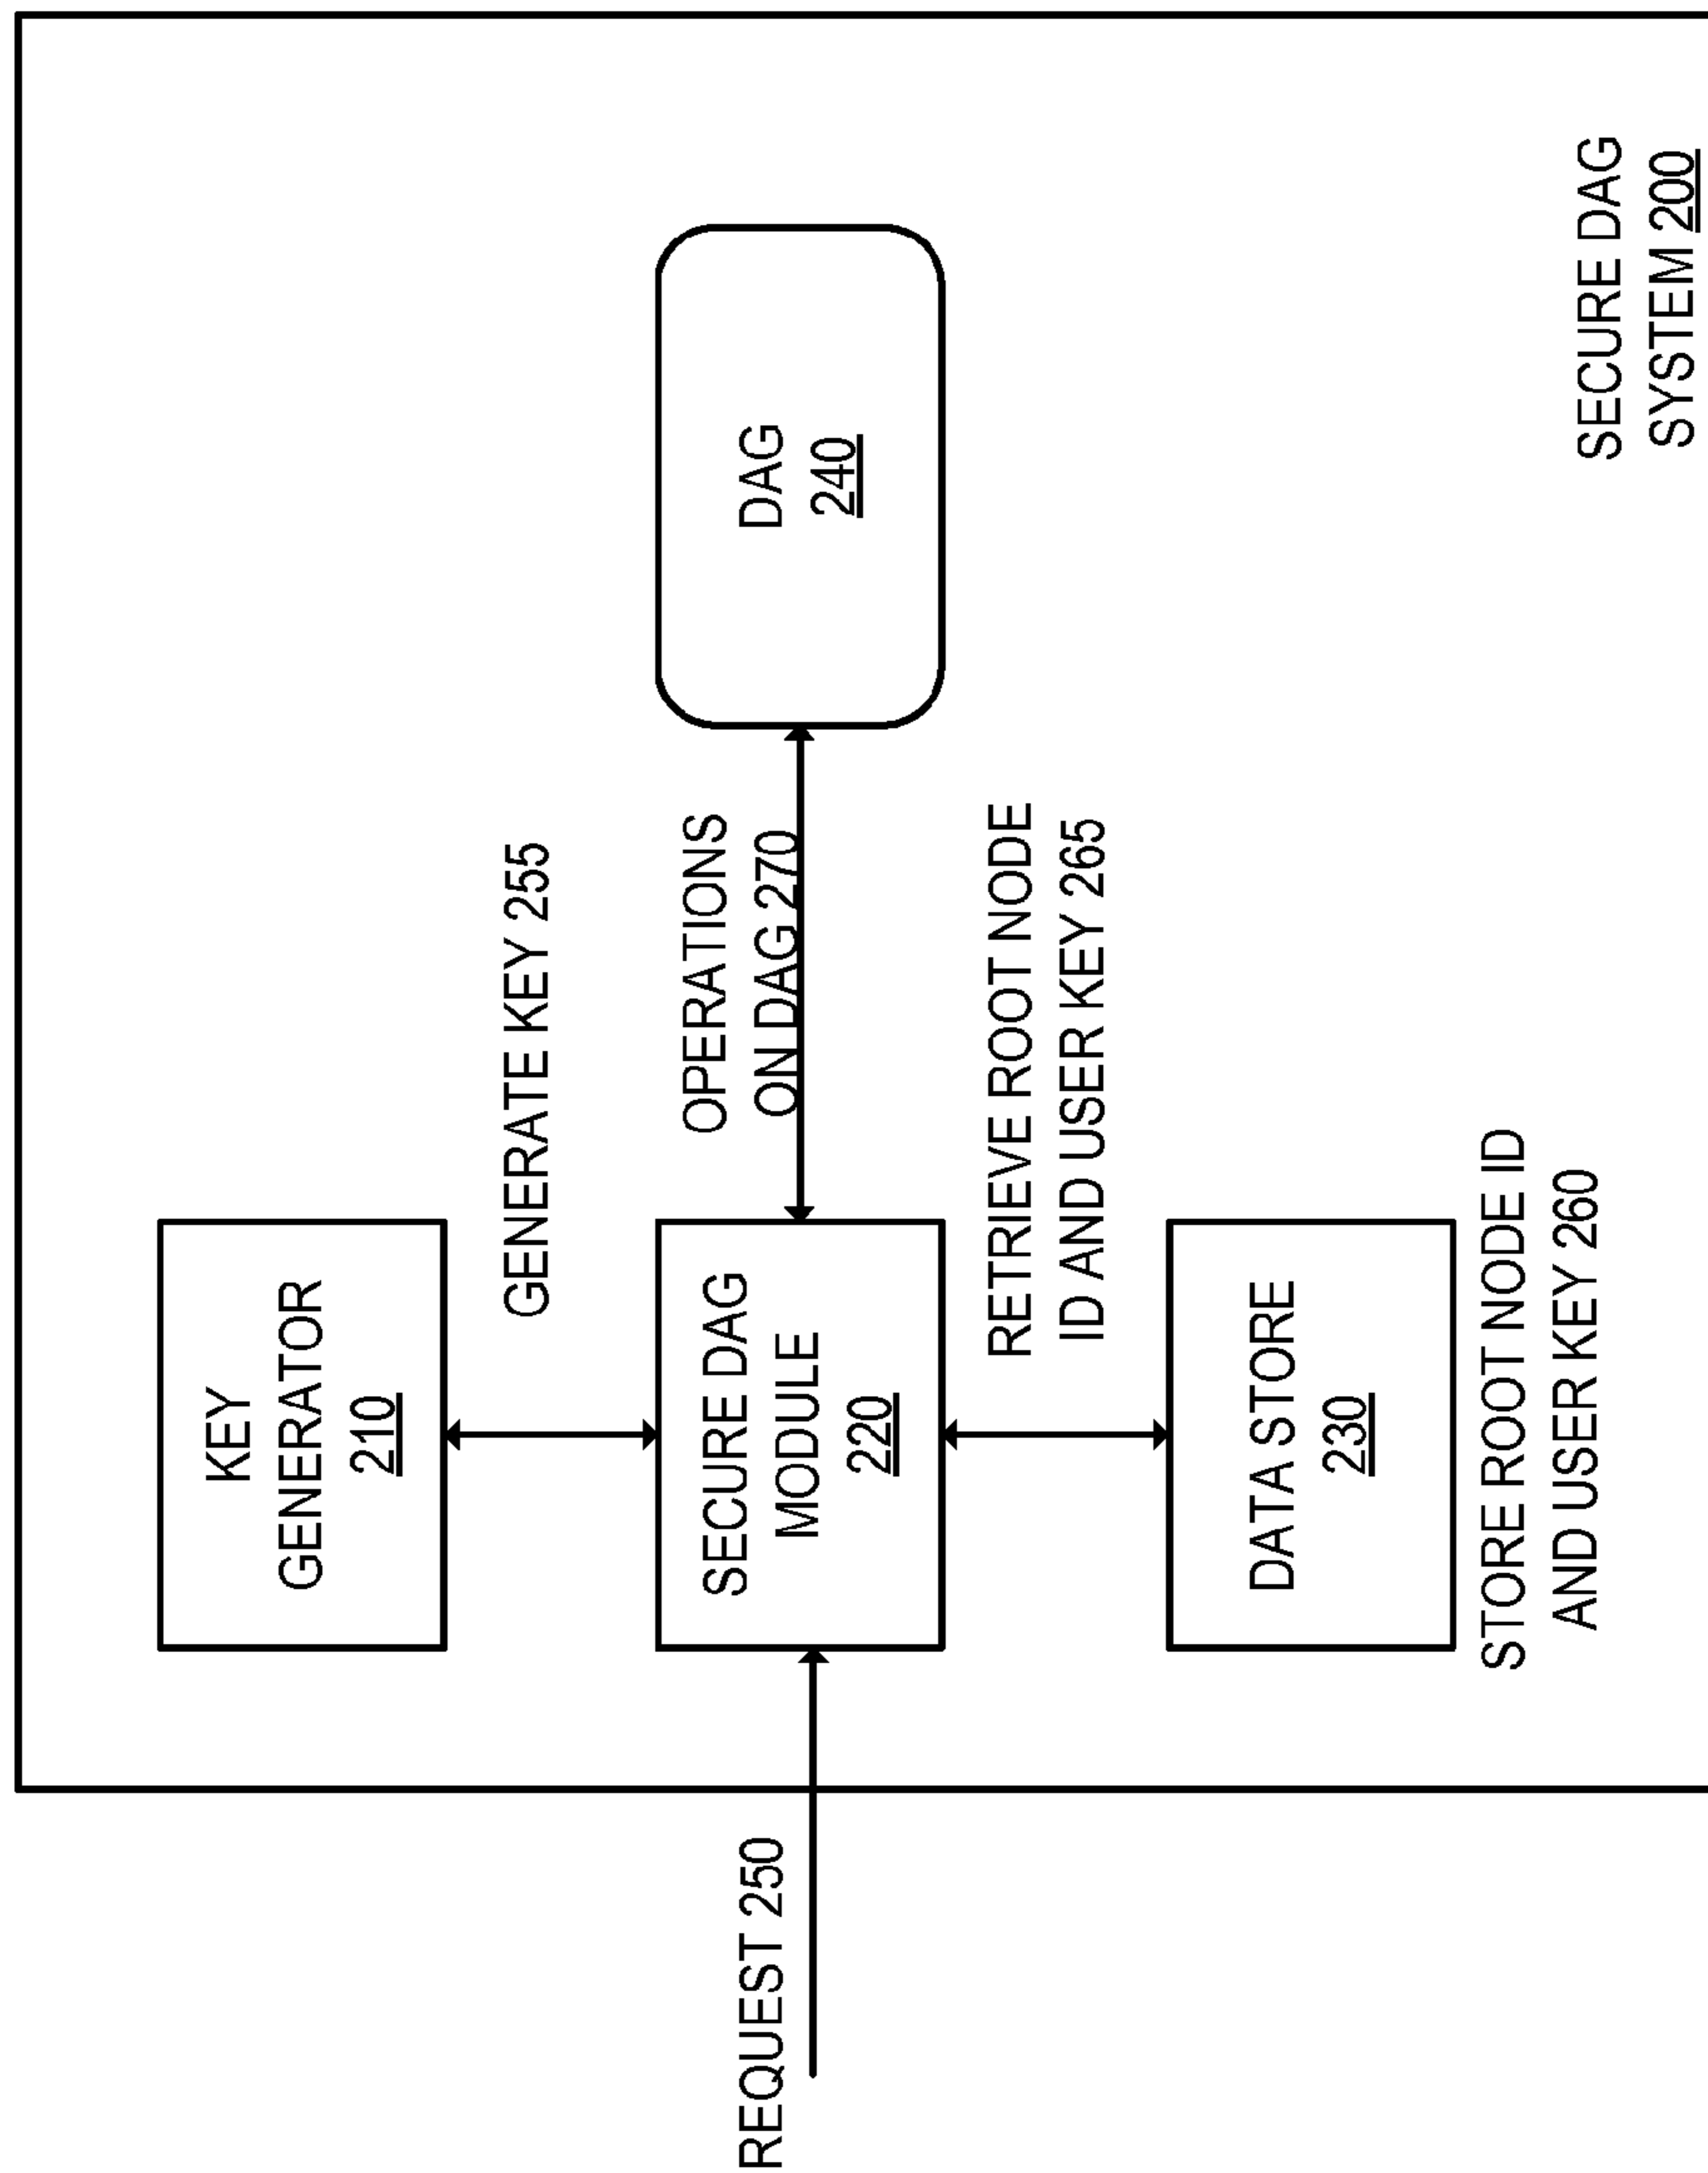 KEY
GENERATOR
210
GENERATE KEY 255
REQUEST 250
SECURE DAG
MODULE
220
OPERATIONS
ON DAG 270
DAG
240
RETRIEVE ROOT NODE
ID AND USER KEY 265
DATA STORE
230
STORE ROOT NODE ID
AND USER KEY 260
SECURE DAG
SYSTEM 200